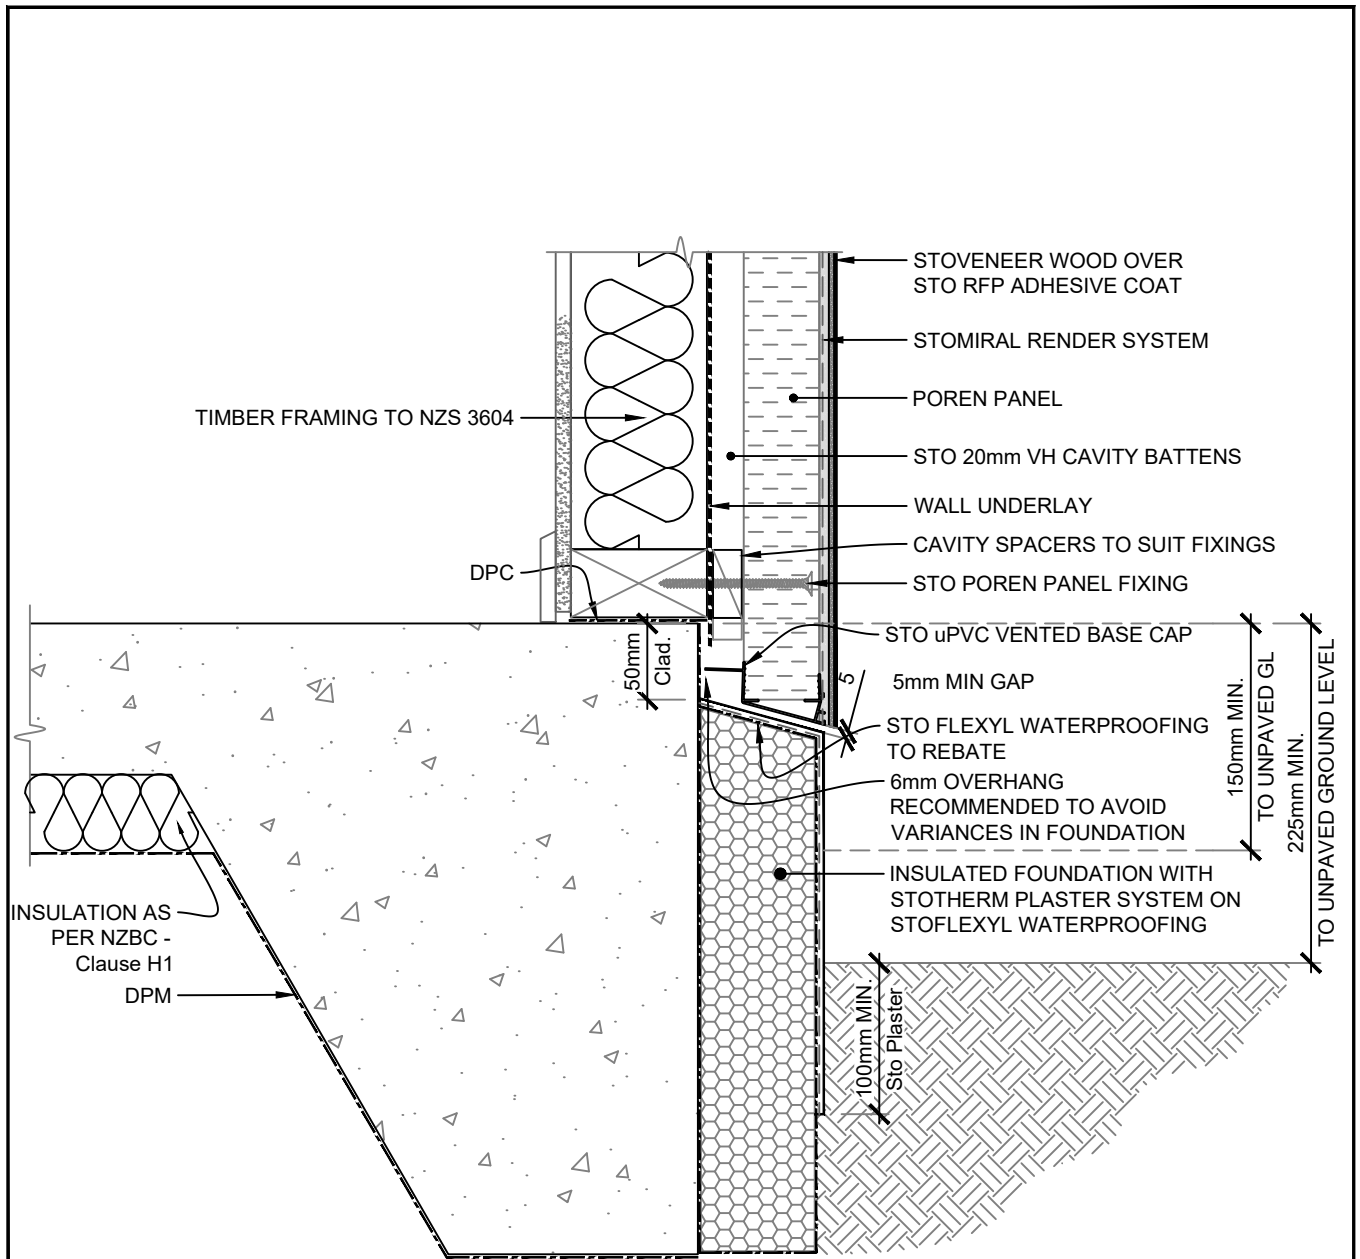 STOVENEER WOOD OVER
STO RFP ADHESIVE COAT
STOMIRAL RENDER SYSTEM
POREN PANEL
TIMBER FRAMING TO NZS 3604
STO 20mm VH CAVITY BATTENS
WALL UNDERLAY
CAVITY SPACERS TO SUIT FIXINGS
DPC
STO POREN PANEL FIXING
STO uPVC VENTED BASE CAP
50mm
Clad.
5
5mm MIN GAP
STO FLEXYL WATERPROOFING
TO REBATE
6mm OVERHANG
RECOMMENDED TO AVOID
VARIANCES IN FOUNDATION
150mm MIN.
TO UNPAVED GL
225mm MIN.
TO UNPAVED GROUND LEVEL
INSULATED FOUNDATION WITH
STOTHERM PLASTER SYSTEM ON
STOFLEXYL WATERPROOFING
INSULATION AS
PER NZBC -
Clause H1
DPM
100mm MIN.
Sto Plaster